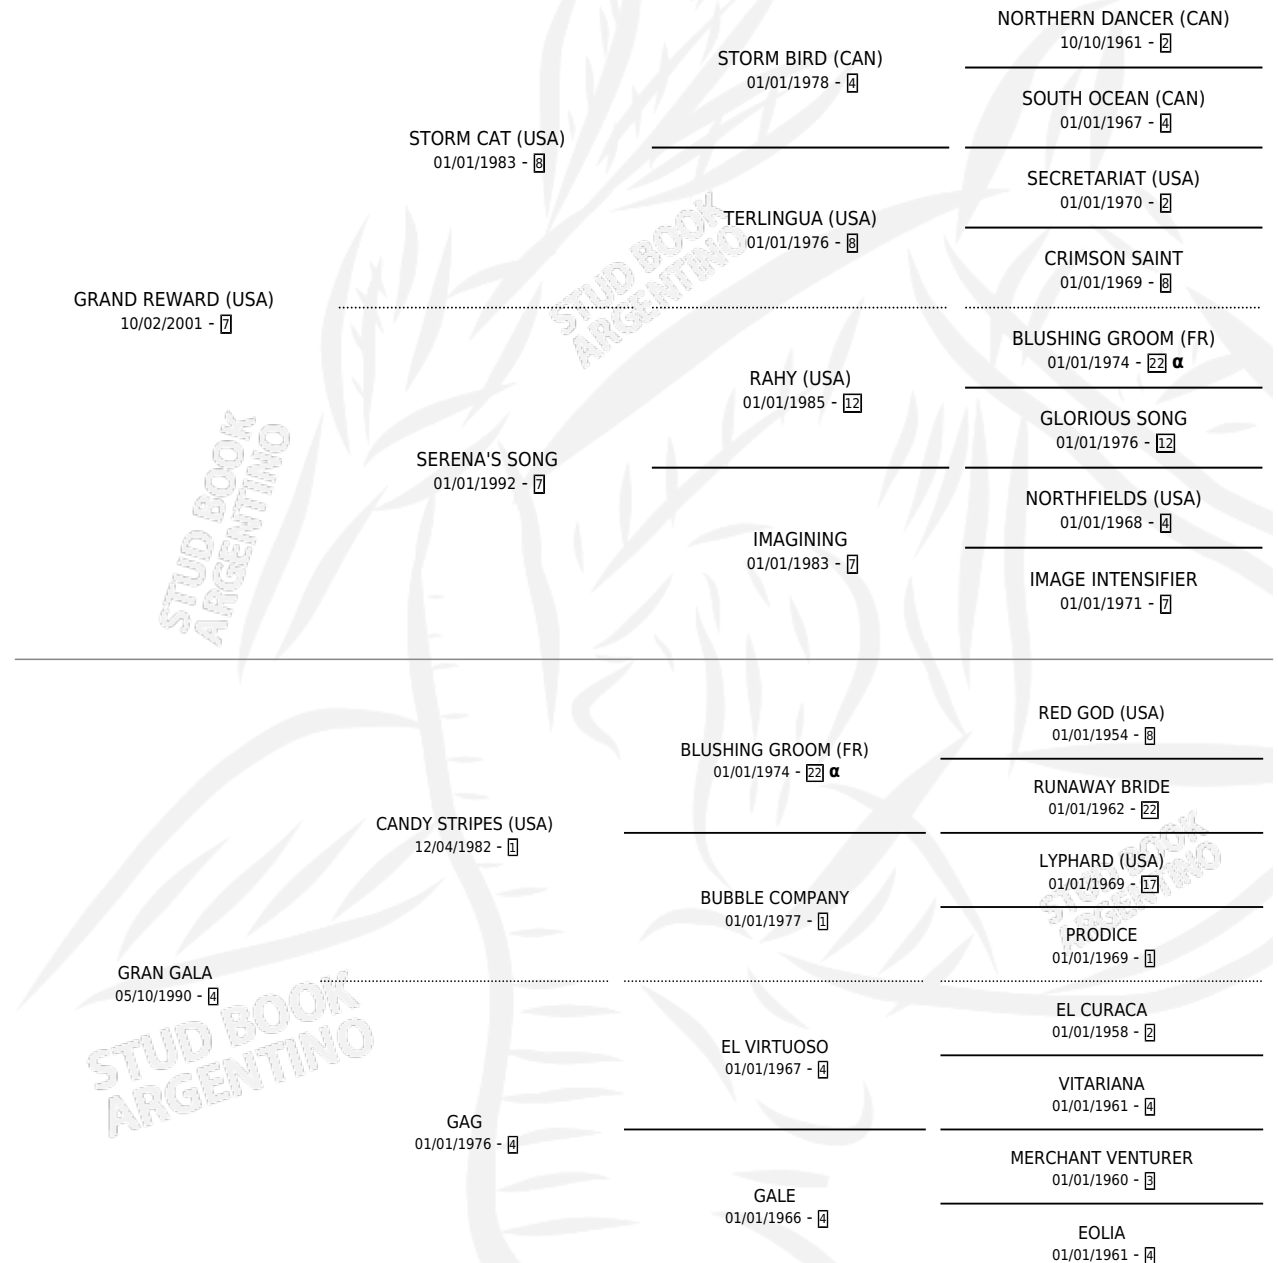 NORTHERN DANCER (CAN)
10/10/1961 - 2
STORM BIRD (CAN)
01/01/1978 - 4
SOUTH OCEAN (CAN)
01/01/1967 - 4
STORM CAT (USA)
01/01/1983 - 8
SECRETARIAT (USA)
01/01/1970 - 2
TERLINGUA (USA)
01/01/1976 - 8
CRIMSON SAINT
01/01/1969 - 8
GRAND REWARD (USA)
10/02/2001 - 7
BLUSHING GROOM (FR)
01/01/1974 - 22 α
RAHY (USA)
01/01/1985 - 12
GLORIOUS SONG
01/01/1976 - 12
SERENA'S SONG
01/01/1992 - 7
NORTHFIELDS (USA)
01/01/1968 - 4
IMAGINING
01/01/1983 - 7
IMAGE INTENSIFIER
01/01/1971 - 7
RED GOD (USA)
01/01/1954 - 8
BLUSHING GROOM (FR)
01/01/1974 - 22 α
RUNAWAY BRIDE
01/01/1962 - 22
CANDY STRIPES (USA)
12/04/1982 - 1
LYPHARD (USA)
01/01/1969 - 17
BUBBLE COMPANY
01/01/1977 - 1
PRODICE
01/01/1969 - 1
GRAN GALA
05/10/1990 - 4
EL CURACA
01/01/1958 - 2
EL VIRTUOSO
01/01/1967 - 4
VITARIANA
01/01/1961 - 4
GAG
01/01/1976 - 4
MERCHANT VENTURER
01/01/1960 - 3
GALE
01/01/1966 - 4
EOLIA
01/01/1961 - 4
STUD BOOK
ARGENTINO
STUD BOOK
ARGENTINO
STUD BOOK
ARGENTINO
STUD BOOK
ARGENTINO